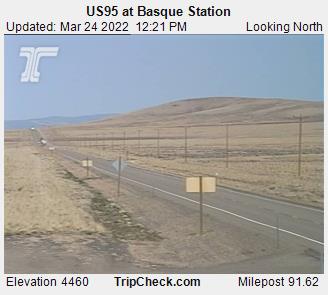 US95 at Basque Station
Updated: Mar 24 2022 12:21 PM Looking North
Elevation 4460 TripCheck.com Milepost 91.62